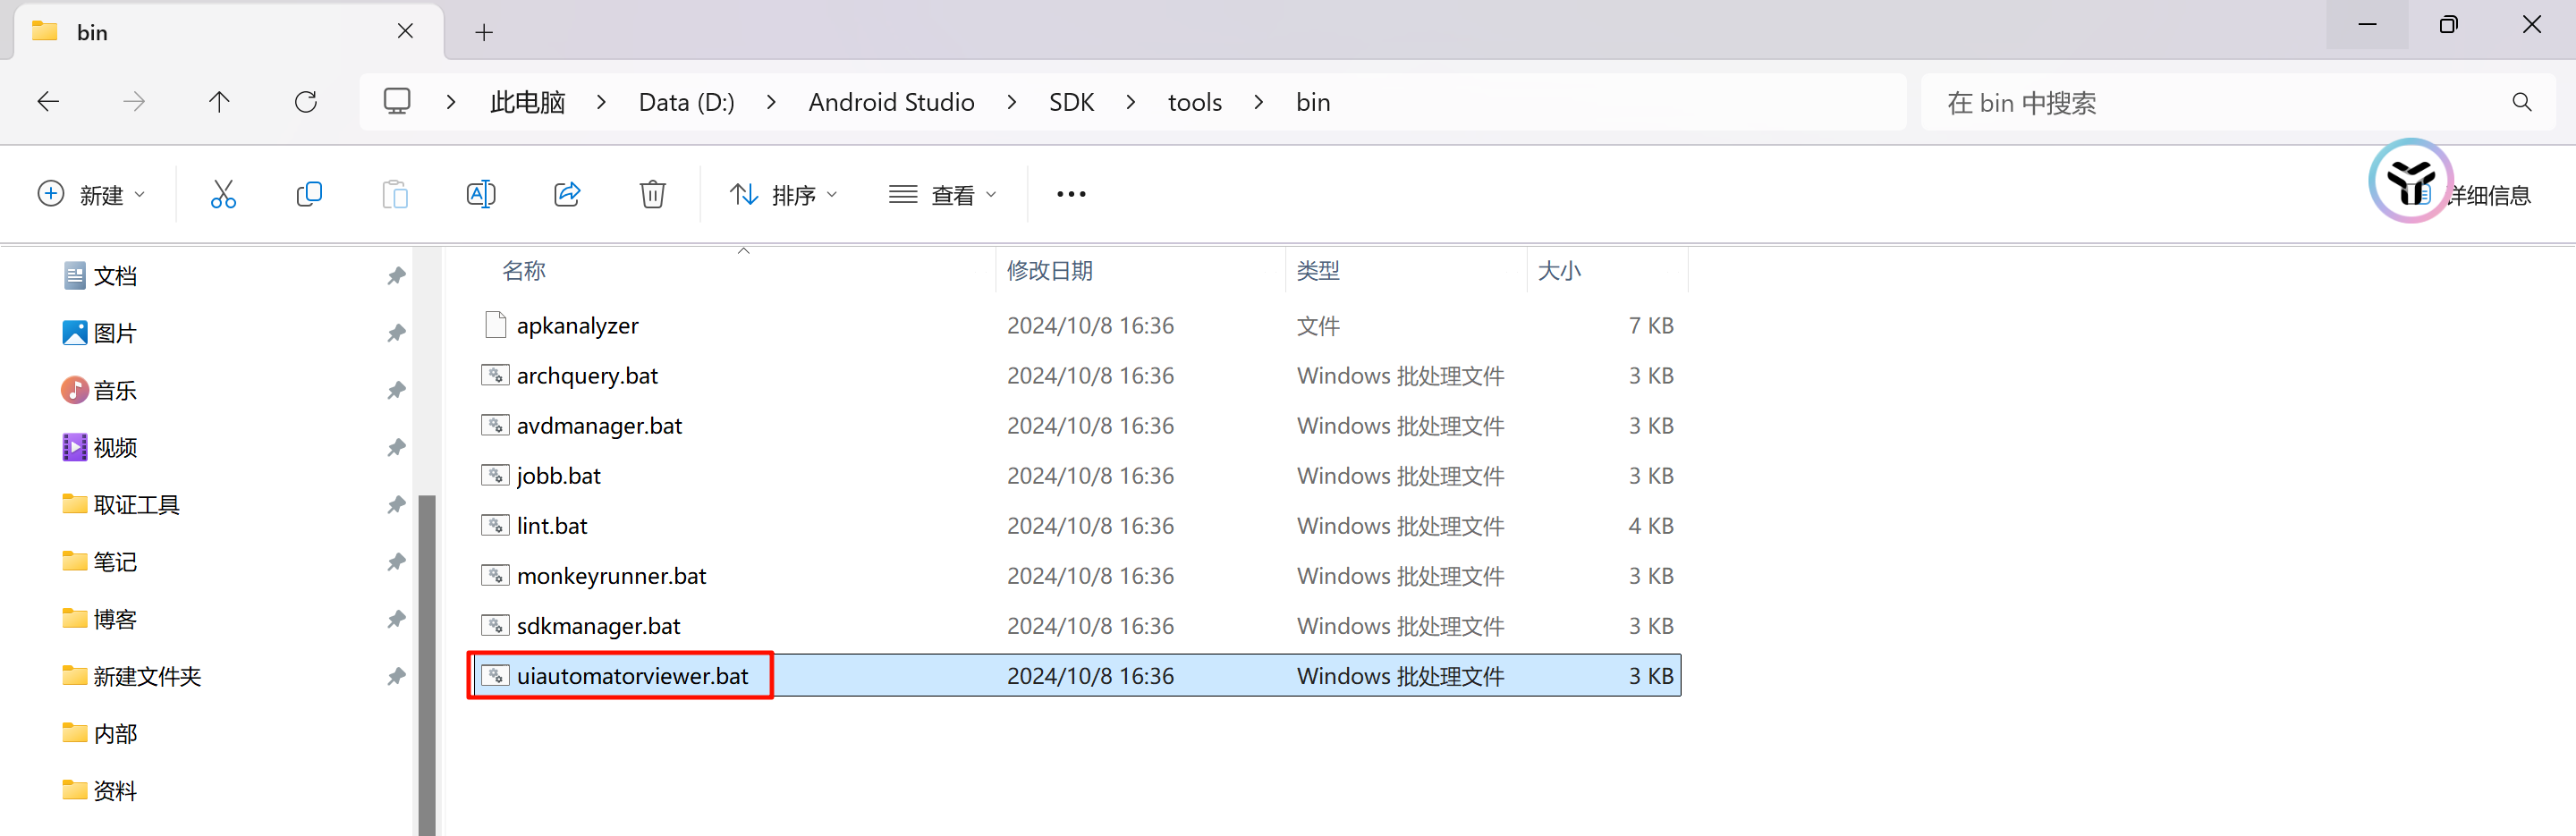 bin
此电脑 Data (D:) Android Studio SDK tools bin
在 bin 中搜索
新建 排序 查看 详细信息
名称 修改日期 类型 大小
文档
图片
音乐
视频
取证工具
笔记
博客
新建文件夹
内部
资料
apkanalyzer 2024/10/8 16:36 文件 7 KB
archquery.bat 2024/10/8 16:36 Windows 批处理文件 3 KB
avdmanager.bat 2024/10/8 16:36 Windows 批处理文件 3 KB
jobb.bat 2024/10/8 16:36 Windows 批处理文件 3 KB
lint.bat 2024/10/8 16:36 Windows 批处理文件 4 KB
monkeyrunner.bat 2024/10/8 16:36 Windows 批处理文件 3 KB
sdkmanager.bat 2024/10/8 16:36 Windows 批处理文件 3 KB
uiautomatorviewer.bat 2024/10/8 16:36 Windows 批处理文件 3 KB